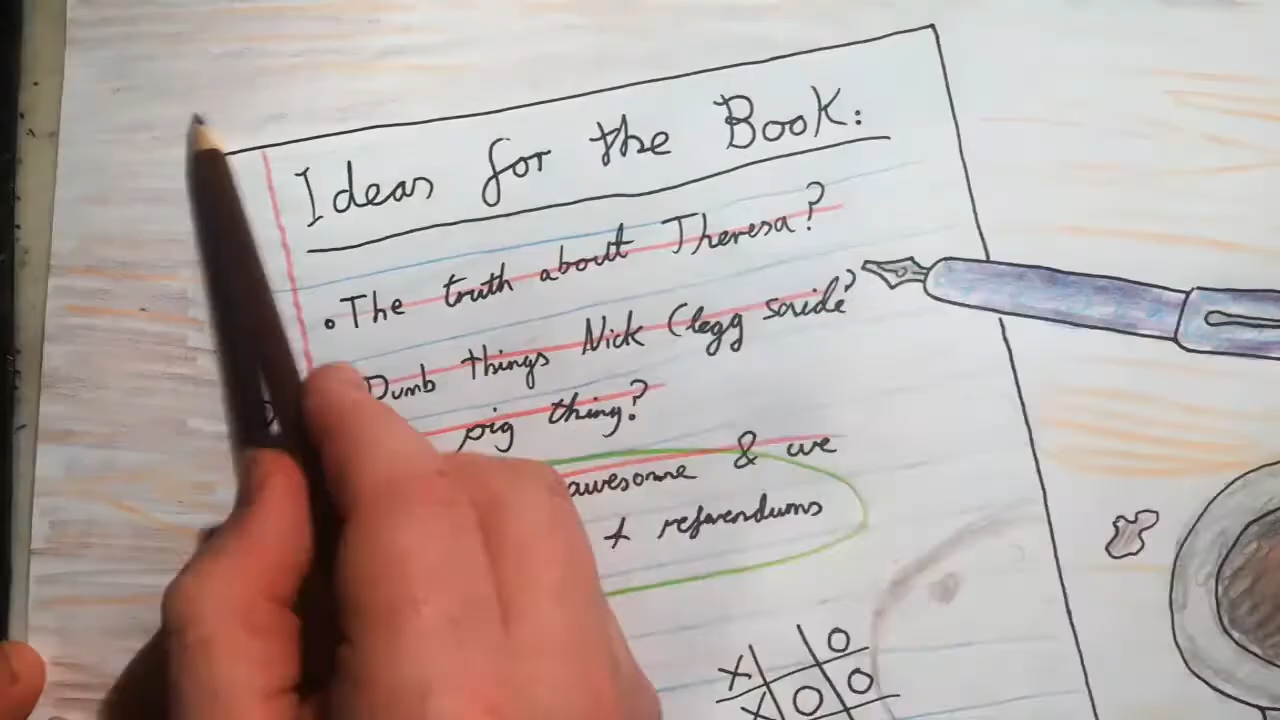 Ideas for the Book:
• The truth about Theresa?
Dumb things Nick Clegg said?
pig thing?
awesome & we
+ referendums
X O
X O O